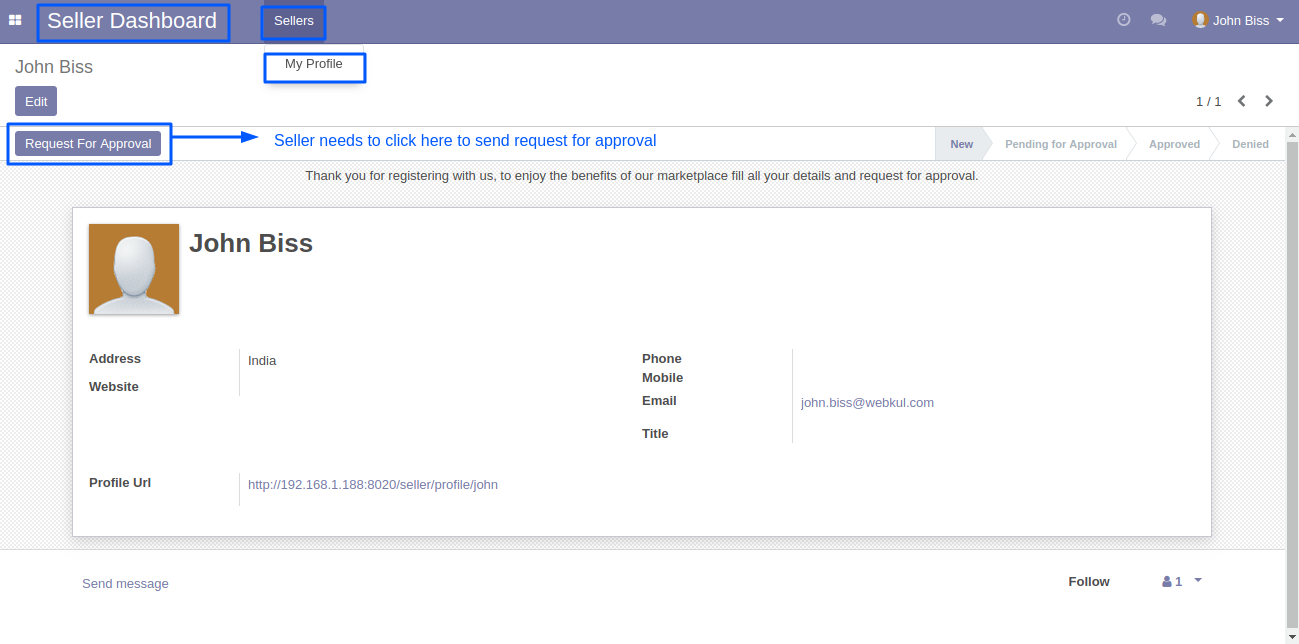 Seller Dashboard
Sellers
John Biss
My Profile
John Biss
Edit
1 / 1
Request For Approval
Seller needs to click here to send request for approval
New
Pending for Approval
Approved
Denied
Thank you for registering with us, to enjoy the benefits of our marketplace fill all your details and request for approval.
John Biss
Address
India
Website
Phone
Mobile
Email
john.biss@webkul.com
Title
Profile Url
http://192.168.1.188:8020/seller/profile/john
Send message
Follow
1